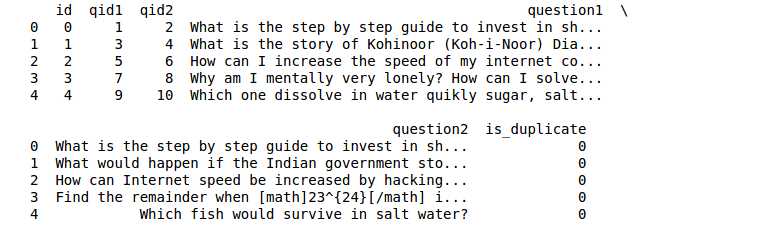 id qid1 qid2 question1 \
0 0 1 2 What is the step by step guide to invest in sh...
1 1 3 4 What is the story of Kohinoor (Koh-i-Noor) Dia...
2 2 5 6 How can I increase the speed of my internet co...
3 3 7 8 Why am I mentally very lonely? How can I solve...
4 4 9 10 Which one dissolve in water quikly sugar, salt...
question2 is_duplicate
0 What is the step by step guide to invest in sh... 0
1 What would happen if the Indian government sto... 0
2 How can Internet speed be increased by hacking... 0
3 Find the remainder when [math]23^{24}[/math] i... 0
4 Which fish would survive in salt water? 0